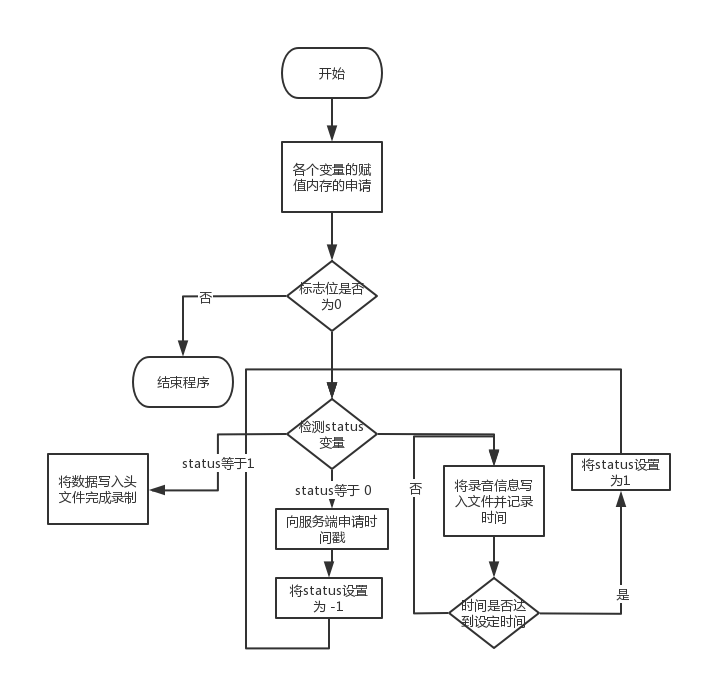 开始
各个变量的赋
值内存的申请
标志位是否
为0
否
结束程序
检测status
变量
status等于1
将数据写入头
文件完成录制
status等于 0
向服务端申请时
间戳
将status设置
为 -1
否
将录音信息写
入文件并记录
时间
时间是否达
到设定时间
是
将status设置
为1